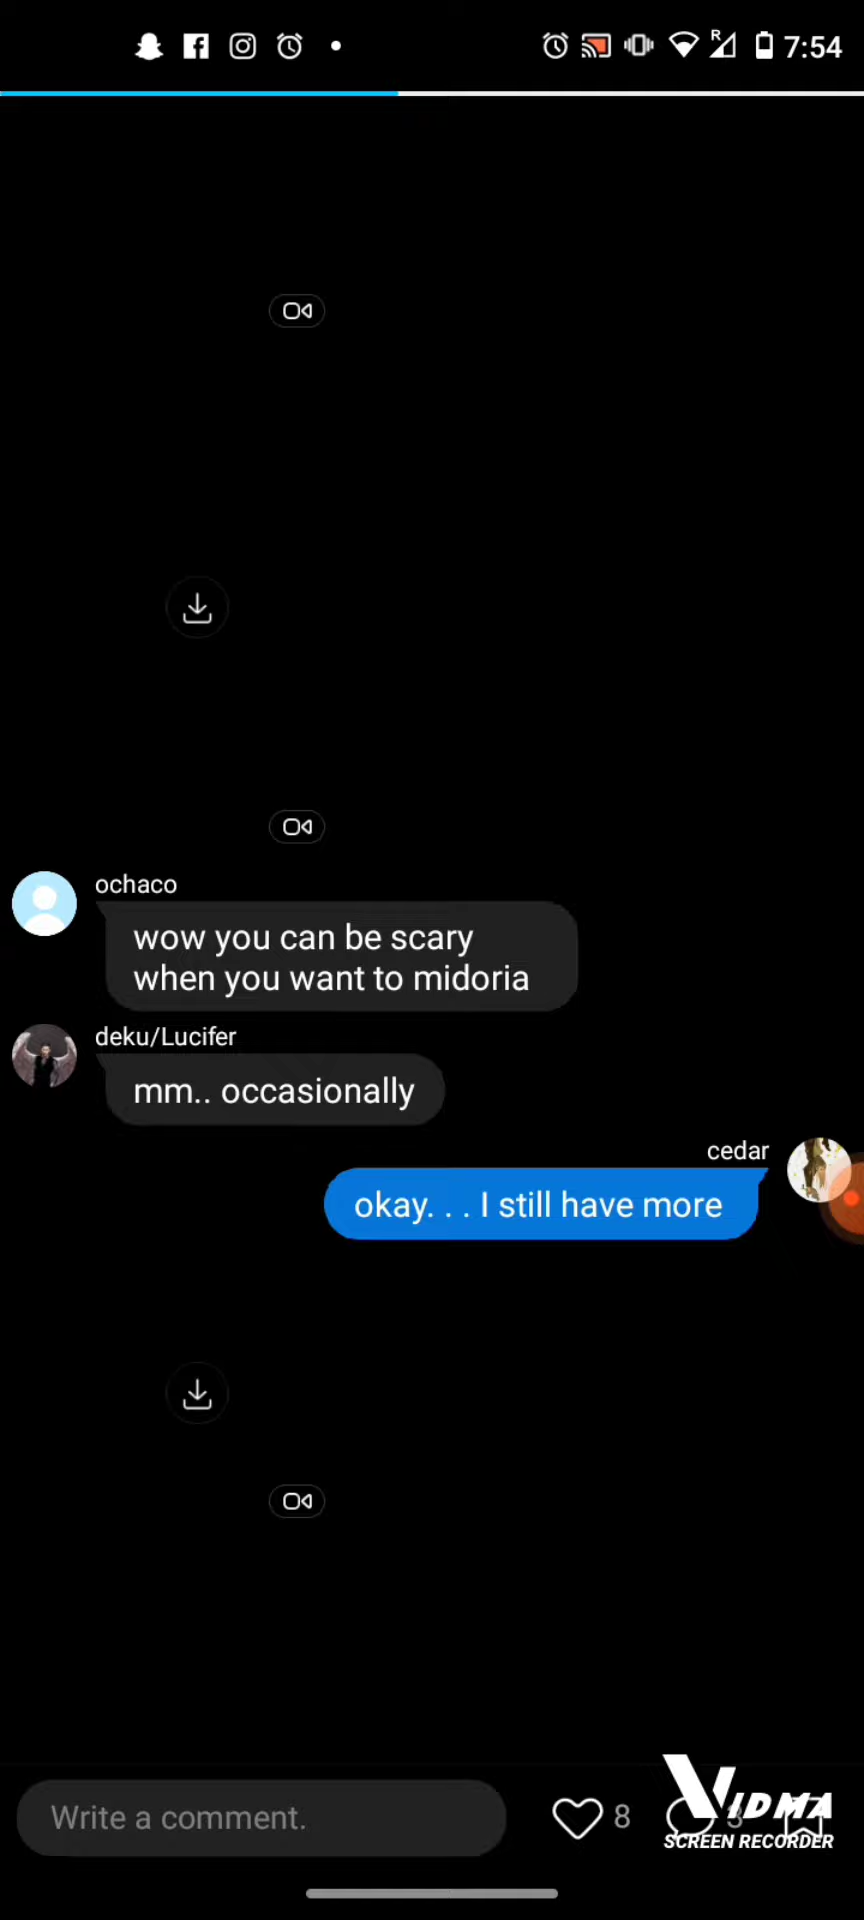 R
7:54
ochaco
wow you can be scary
when you want to midoria
deku/Lucifer
mm.. occasionally
cedar
okay. . . I still have more
Write a comment.
8
3
VIDMA
SCREEN RECORDER